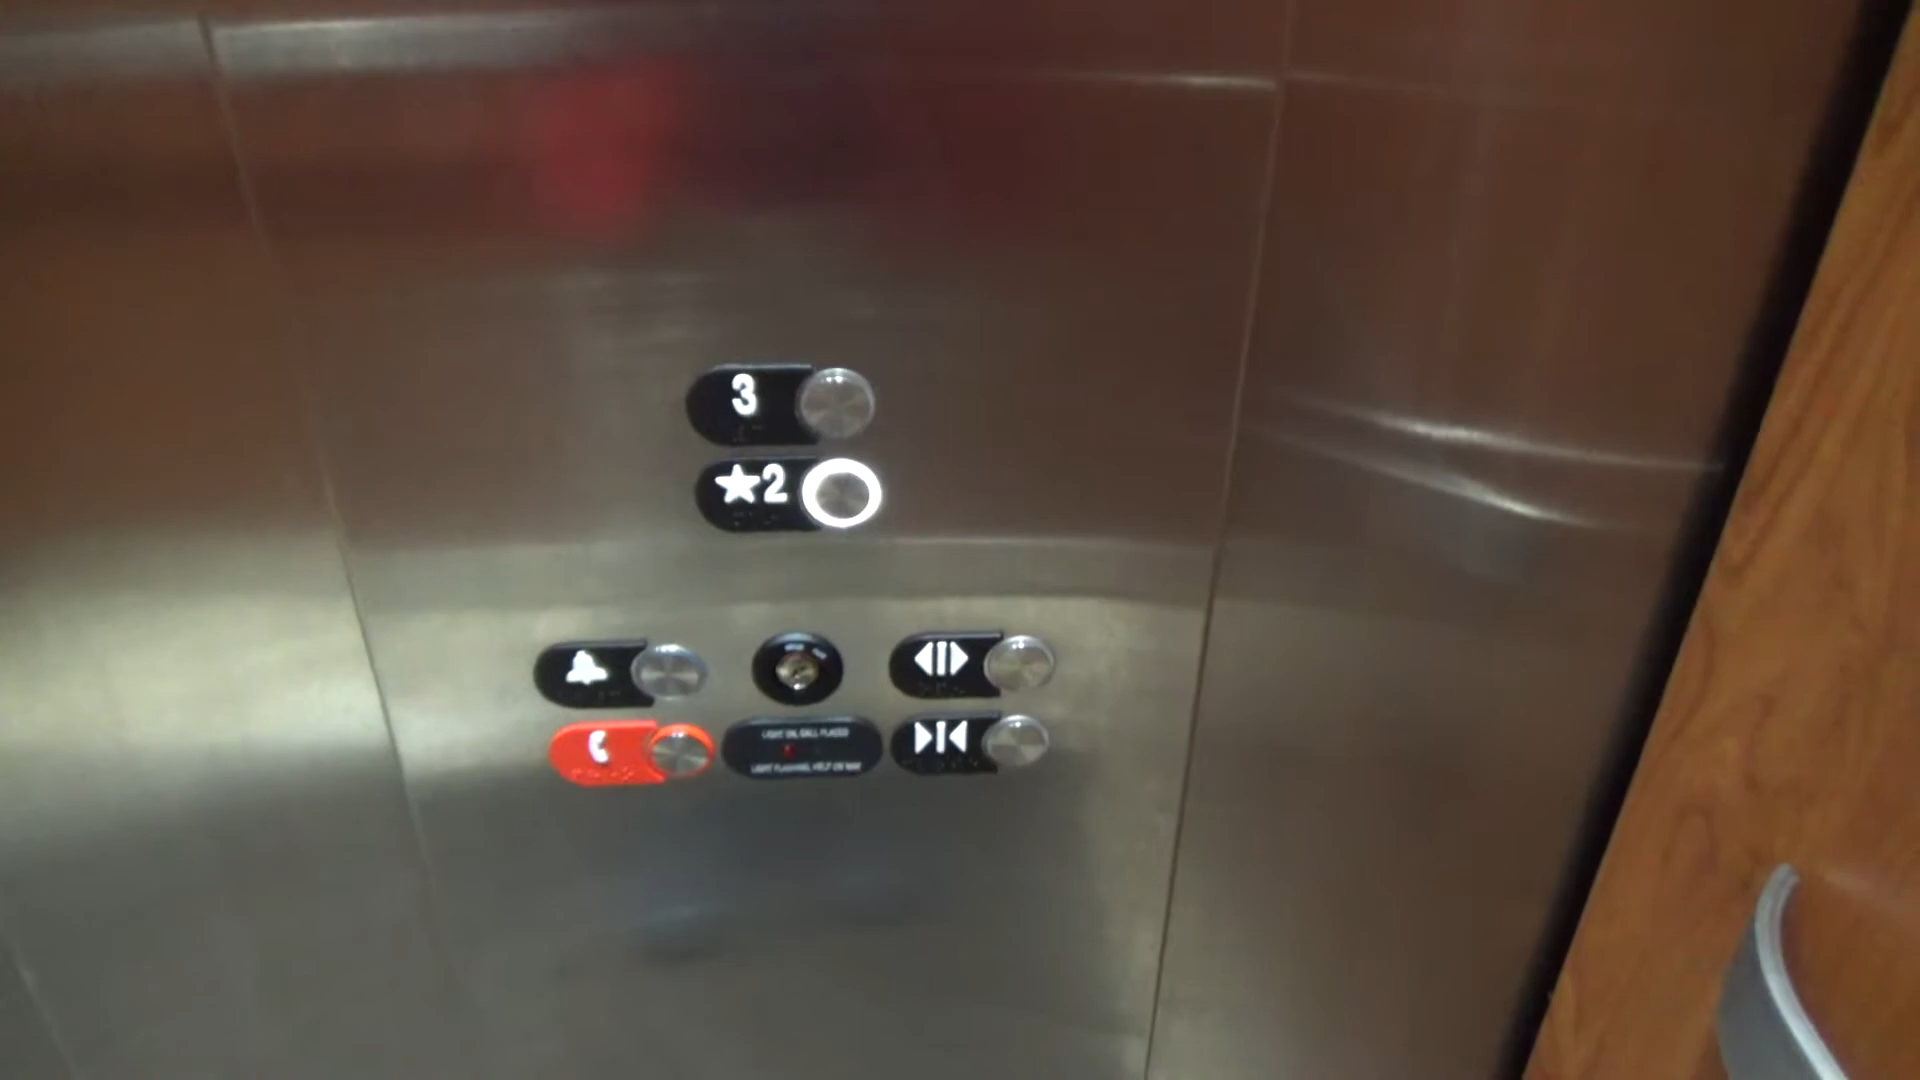 3
★2
LIGHT ON, CALL PLACED
LIGHT FLASHING, HELP ON WAY